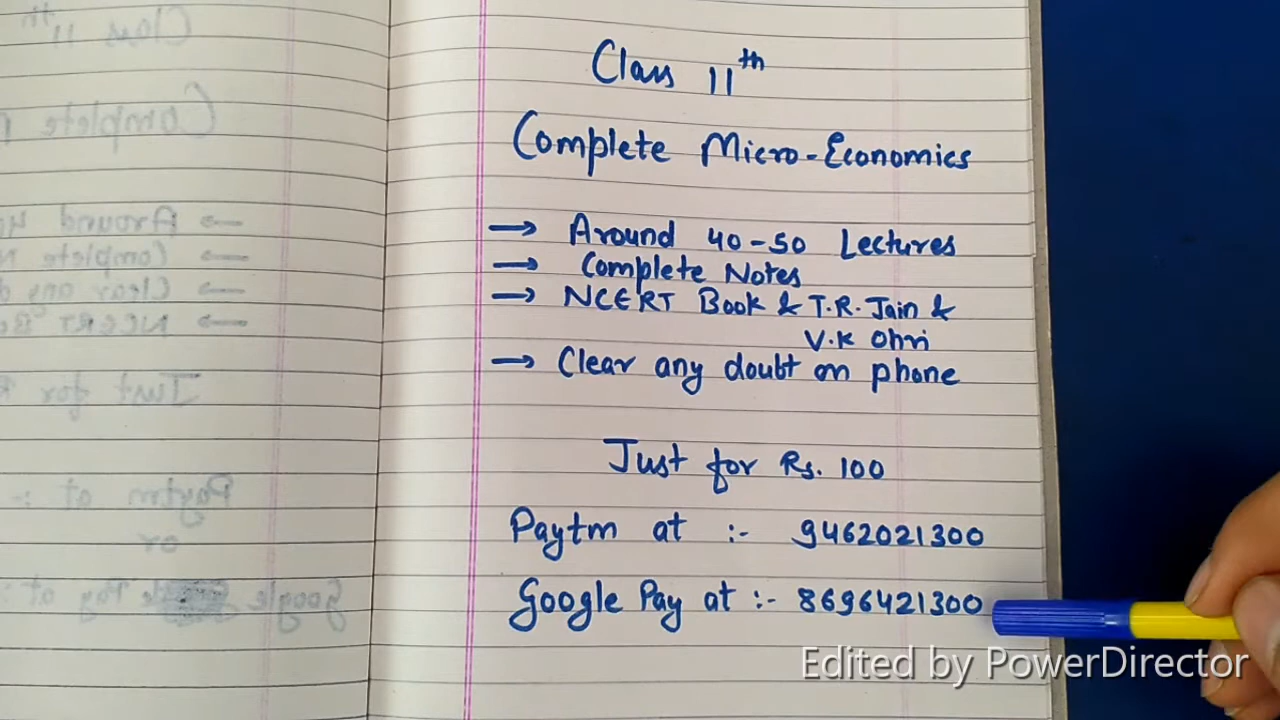 Class 11th
Complete Micro-Economics
→ Around 40-50 Lectures
→ Complete Notes
→ NCERT Book & T.R. Jain &
V.K Ohri
→ Clear any doubt on phone
Just for Rs. 100
Paytm at :- 9462021300
Google Pay at :- 8696421300
Edited by PowerDirector